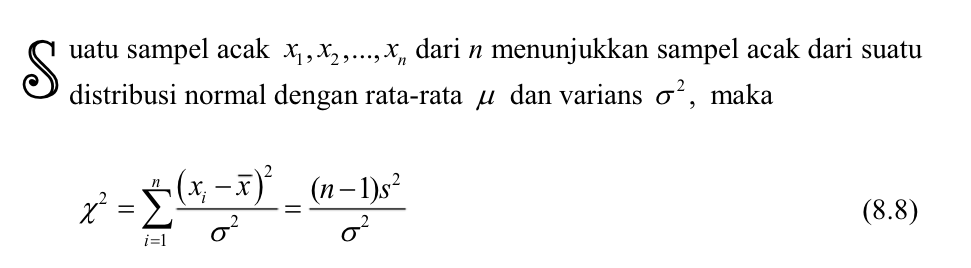 Suatu sampel acak x₁, x₂, ..., xₙ dari n menunjukkan sampel acak dari suatu
distribusi normal dengan rata-rata μ dan varians σ², maka
χ² = ∑ᵢ₌₁ⁿ (xᵢ − x̄)² / σ² = (n−1)s² / σ² (8.8)